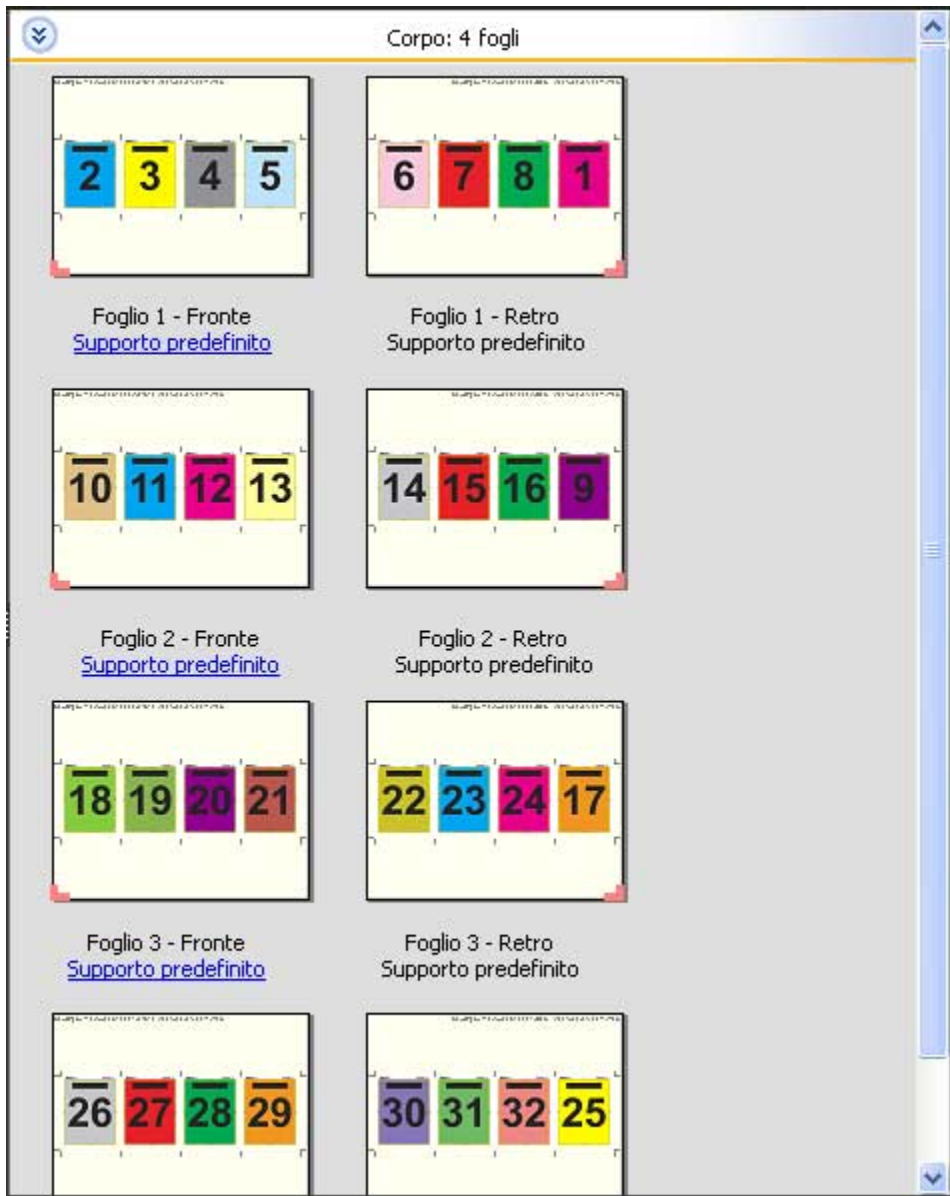 Corpo: 4 fogli
2 3 4 5
6 7 8 1
Foglio 1 - Fronte
Supporto predefinito
Foglio 1 - Retro
Supporto predefinito
10 11 12 13
14 15 16 9
Foglio 2 - Fronte
Supporto predefinito
Foglio 2 - Retro
Supporto predefinito
18 19 20 21
22 23 24 17
Foglio 3 - Fronte
Supporto predefinito
Foglio 3 - Retro
Supporto predefinito
26 27 28 29
30 31 32 25